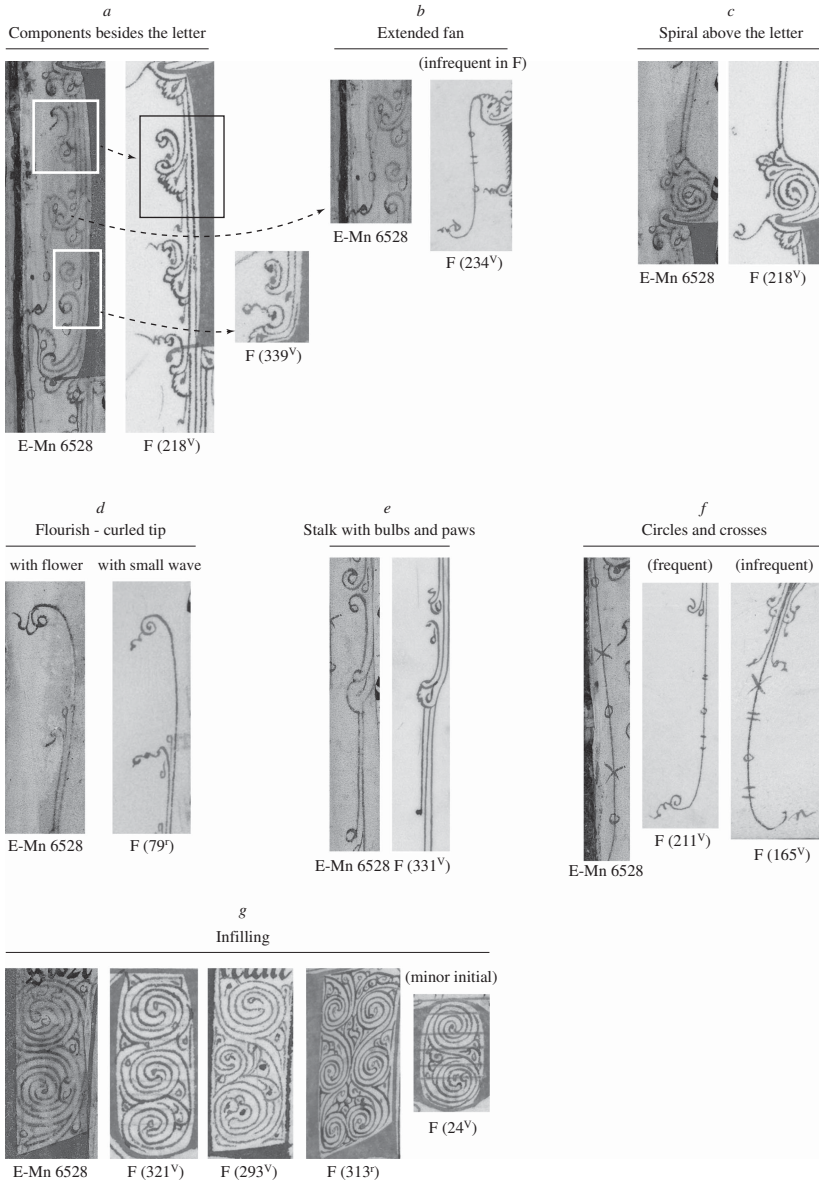 a
Components besides the letter
b
Extended fan
(infrequent in F)
c
Spiral above the letter
E-Mn 6528
F (218V)
F (339V)
E-Mn 6528
F (234V)
E-Mn 6528
F (218V)
d
Flourish - curled tip
with flower
with small wave
E-Mn 6528
F (79r)
e
Stalk with bulbs and paws
E-Mn 6528
F (331V)
f
Circles and crosses
(frequent)
(infrequent)
E-Mn 6528
F (211V)
F (165V)
g
Infilling
(minor initial)
E-Mn 6528
F (321V)
F (293V)
F (313r)
F (24V)